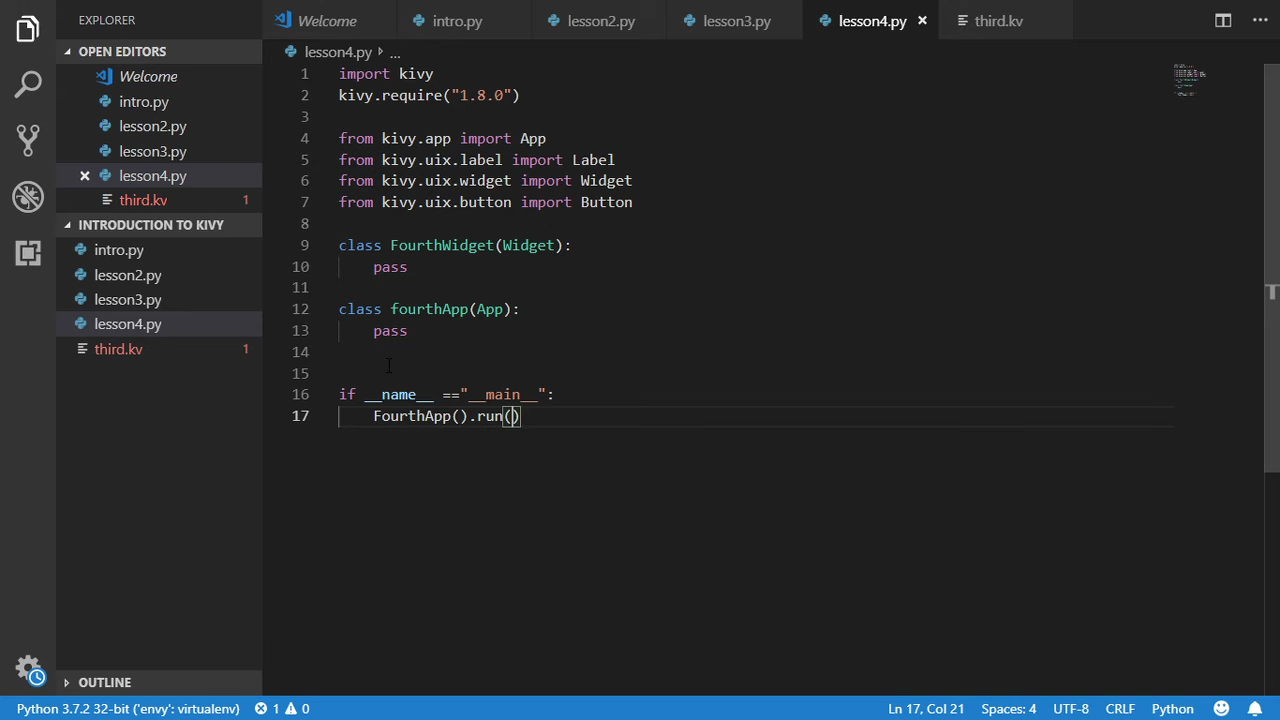 EXPLORER
OPEN EDITORS
Welcome
intro.py
lesson2.py
lesson3.py
lesson4.py
third.kv 1
INTRODUCTION TO KIVY
intro.py
lesson2.py
lesson3.py
lesson4.py
third.kv 1
OUTLINE
Welcome intro.py lesson2.py lesson3.py lesson4.py × third.kv
lesson4.py ...
1 import kivy
2 kivy.require("1.8.0")
3
4 from kivy.app import App
5 from kivy.uix.label import Label
6 from kivy.uix.widget import Widget
7 from kivy.uix.button import Button
8
9 class FourthWidget(Widget):
10 pass
11
12 class fourthApp(App):
13 pass
14
15
16 if __name__ =="__main__":
17 FourthApp().run()
Python 3.7.2 32-bit ('envy': virtualenv) 1 0 Ln 17, Col 21 Spaces: 4 UTF-8 CRLF Python